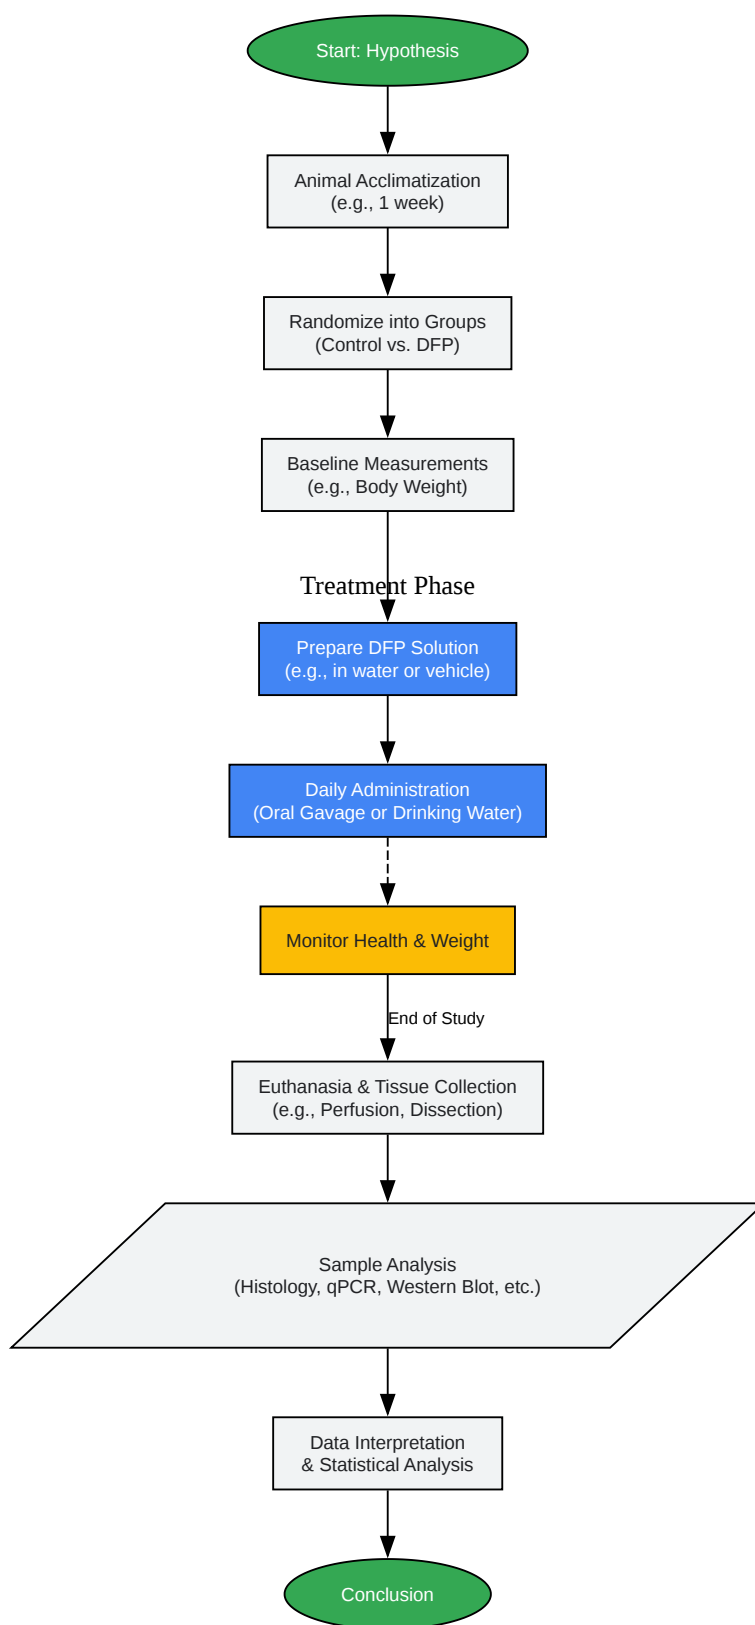 Start: Hypothesis
Animal Acclimatization
(e.g., 1 week)
Randomize into Groups
(Control vs. DFP)
Baseline Measurements
(e.g., Body Weight)
Treatment Phase
Prepare DFP Solution
(e.g., in water or vehicle)
Daily Administration
(Oral Gavage or Drinking Water)
Monitor Health & Weight
End of Study
Euthanasia & Tissue Collection
(e.g., Perfusion, Dissection)
Sample Analysis
(Histology, qPCR, Western Blot, etc.)
Data Interpretation
& Statistical Analysis
Conclusion